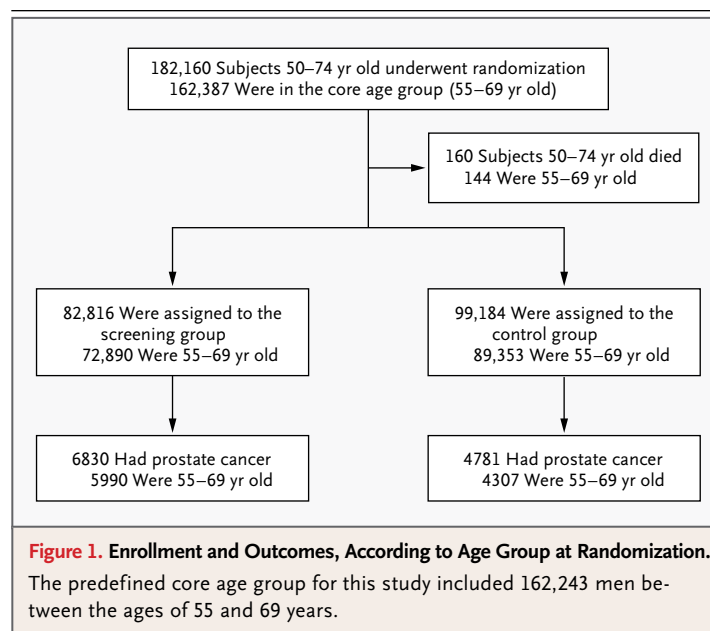 182,160 Subjects 50–74 yr old underwent randomization
162,387 Were in the core age group (55–69 yr old)
160 Subjects 50–74 yr old died
144 Were 55–69 yr old
82,816 Were assigned to the
screening group
72,890 Were 55–69 yr old
99,184 Were assigned to the
control group
89,353 Were 55–69 yr old
6830 Had prostate cancer
5990 Were 55–69 yr old
4781 Had prostate cancer
4307 Were 55–69 yr old
Figure 1. Enrollment and Outcomes, According to Age Group at Randomization.
The predefined core age group for this study included 162,243 men be-
tween the ages of 55 and 69 years.